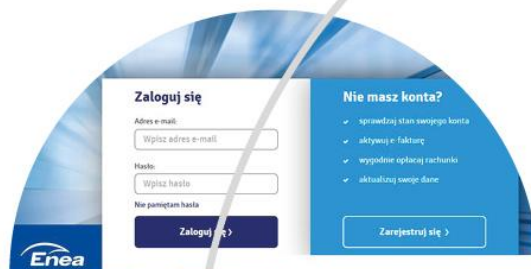 Zaloguj się
Adres e-mail:
Wpisz adres e-mail
Hasło:
Wpisz hasło
Nie pamiętam hasła
Zaloguj się >
Nie masz konta?
sprawdzaj stan swojego konta
aktywuj e-fakturę
wygodnie opłacaj rachunki
aktualizuj swoje dane
Zarejestruj się >
Enea